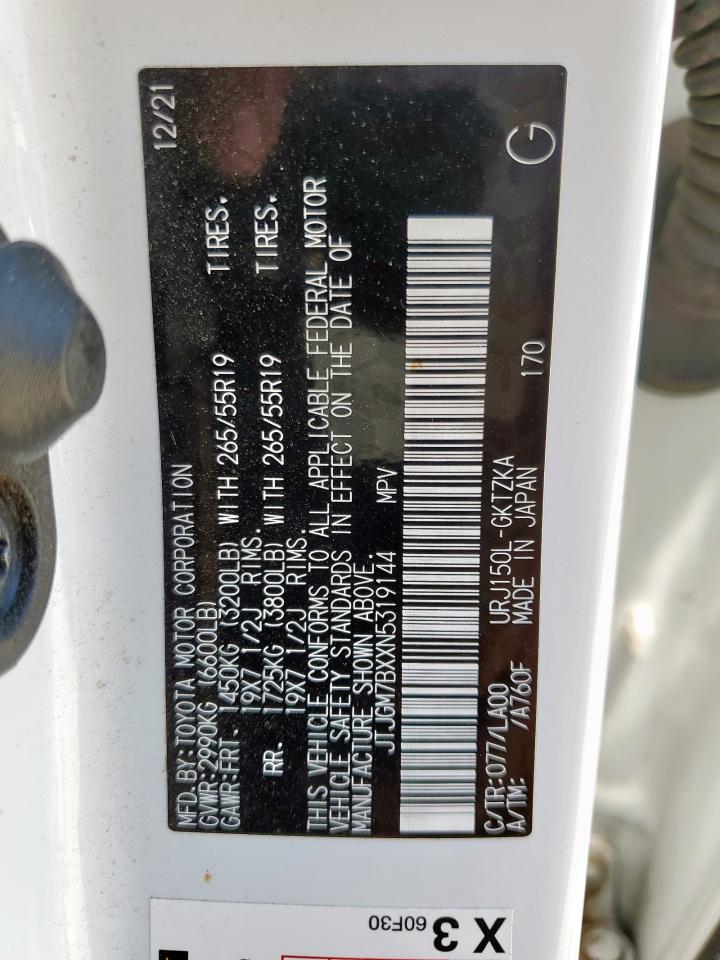 MFD.BY:TOYOTA MOTOR CORPORATION 12/21
GVWR:2990KG (6600LB)
GAWR:FRT. 1450KG (3200LB) WITH 265/55R19 TIRES.
19X7 1/2J RIMS.
RR. 1725KG (3800LB) WITH 265/55R19 TIRES.
19X7 1/2J RIMS.
THIS VEHICLE CONFORMS TO ALL APPLICABLE FEDERAL MOTOR
VEHICLE SAFETY STANDARDS IN EFFECT ON THE DATE OF
MANUFACTURE SHOWN ABOVE.
JTJGM7BXXN5319144 MPV
C/TR:077/LA00 URJ150L-GKTZKA
A/TM: /A760F MADE IN JAPAN 170 G
X 3
60F30